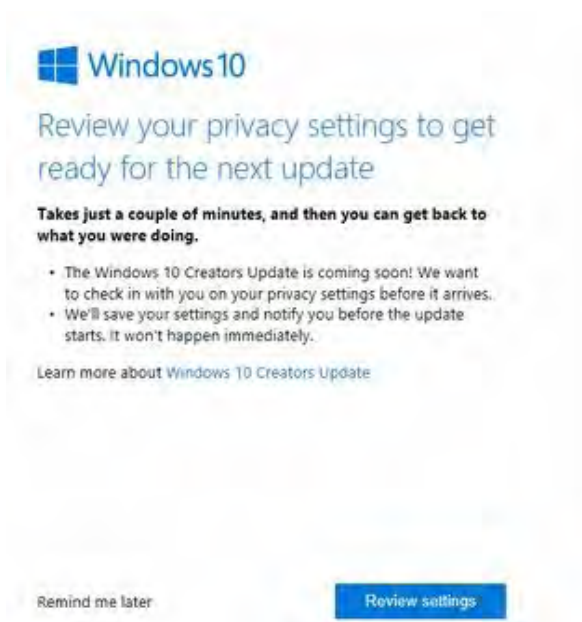 Windows 10
Review your privacy settings to get
ready for the next update
Takes just a couple of minutes, and then you can get back to
what you were doing.
• The Windows 10 Creators Update is coming soon! We want
to check in with you on your privacy settings before it arrives.
• We'll save your settings and notify you before the update
starts. It won't happen immediately.
Learn more about Windows 10 Creators Update
Remind me later
Review settings